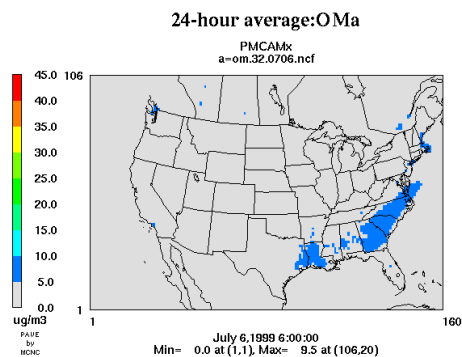 24-hour average:OMa
PMCAMx
a=om.32.0706.ncf
106
45.0
40.0
35.0
30.0
25.0
20.0
15.0
10.0
5.0
0.0
ug/m3
1
1
160
PAVE
by
MCNC
July 6,1999 6:00:00
Min= 0.0 at (1,1), Max= 9.5 at (106,20)